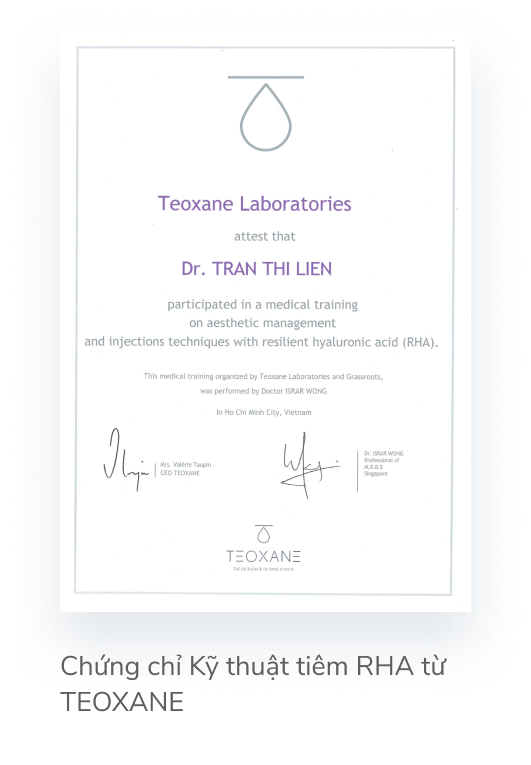 Teoxane Laboratories
attest that
Dr. TRAN THI LIEN
participated in a medical training
on aesthetic management
and injections techniques with resilient hyaluronic acid (RHA).
This medical training organized by Teoxane Laboratories and Grassroots,
was performed by Doctor ISRAR WONG
In Ho Chi Minh City, Vietnam
Mrs. Valérie Taupin
CEO TEOXANE
Dr. ISRAR WONG
Professional of
M.B.B.S
Singapore
TEOXANE
THE EXCELLENCE OF SWISS SCIENCE
Chứng chỉ Kỹ thuật tiêm RHA từ
TEOXANE